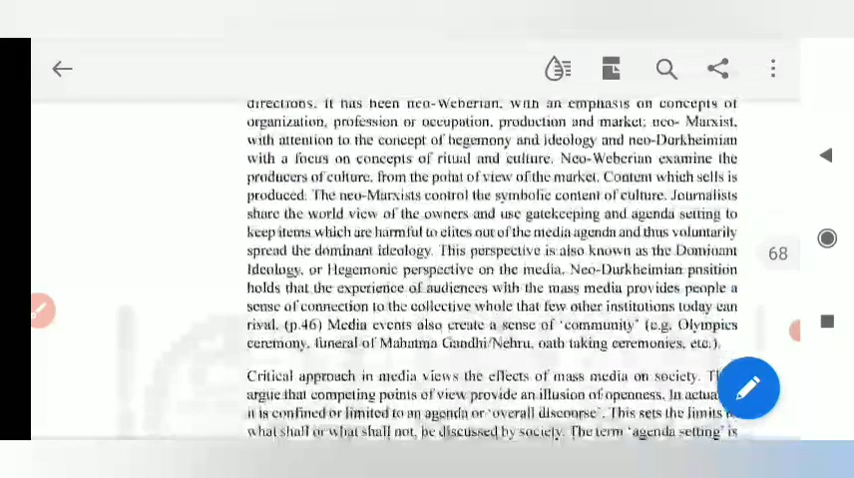 directions. It has been neo-Weberian, with an emphasis on concepts of
organization, profession or occupation, production and market; neo- Marxist,
with attention to the concept of hegemony and ideology and neo-Durkheimian
with a focus on concepts of ritual and culture. Neo-Weberian examine the
producers of culture, from the point of view of the market. Content which sells is
produced. The neo-Marxists control the symbolic content of culture. Journalists
share the world view of the owners and use gatekeeping and agenda setting to
keep items which are harmful to elites out of the media agenda and thus voluntarily
spread the dominant ideology. This perspective is also known as the Dominant
68
Ideology, or Hegemonic perspective on the media. Neo-Durkheimian position
holds that the experience of audiences with the mass media provides people a
sense of connection to the collective whole that few other institutions today can
rival. (p.46) Media events also create a sense of 'community' (e.g. Olympics
ceremony, funeral of Mahatma Gandhi/Nehru, oath taking ceremonies, etc.).
Critical approach in media views the effects of mass media on society.
argue that competing points of view provide an illusion of openness. In
it is confined or limited to an agenda or 'overall discourse'. This sets the limits
what shall or what shall not, be discussed by society. The term 'agenda setting' is